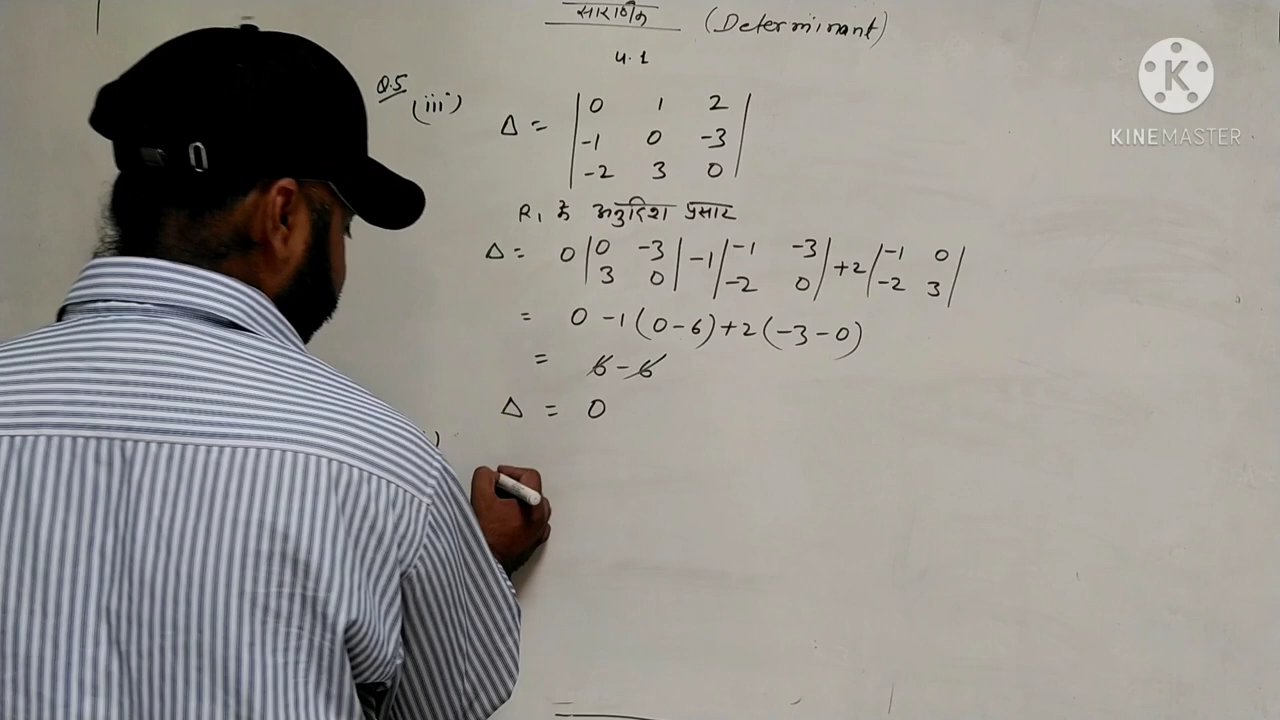 सारणिक (Determinant)
4.1
Q.5 (iii) Δ = | 0 1 2 |
| -1 0 -3 |
| -2 3 0 |
R₁ के अनुदिश प्रसार
Δ = 0 | 0 -3 | -1 | -1 -3 | +2 | -1 0 |
| 3 0 | | -2 0 | | -2 3 |
= 0 -1 (0-6) +2 (-3-0)
= 6-6
Δ = 0
KINEMASTER